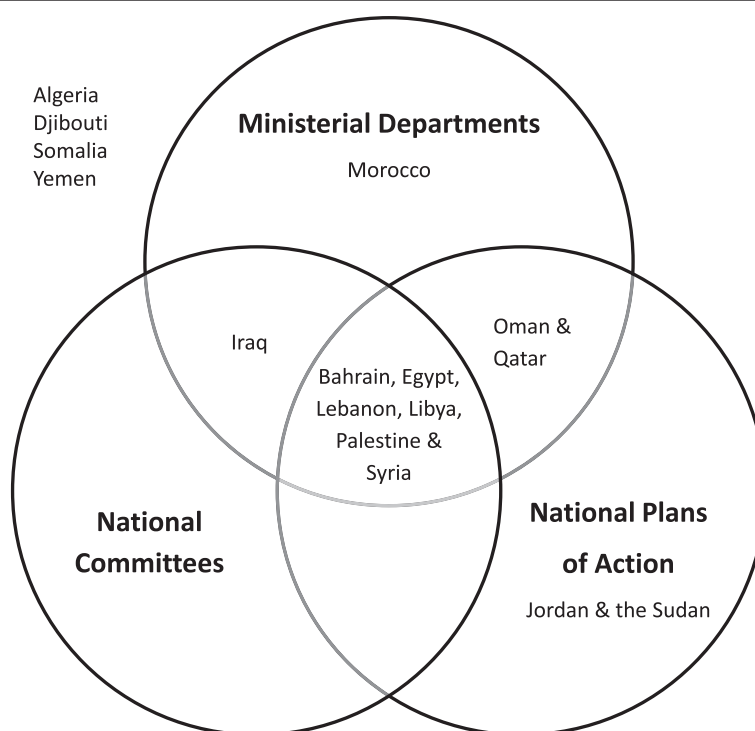 Algeria
Djibouti
Somalia
Yemen
Ministerial Departments
Morocco
Iraq
Oman &
Qatar
Bahrain, Egypt,
Lebanon, Libya,
Palestine &
Syria
National
Committees
National Plans
of Action
Jordan & the Sudan